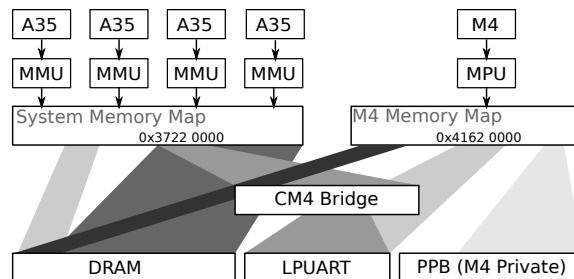 A35 A35 A35 A35 M4
MMU MMU MMU MMU MPU
System Memory Map M4 Memory Map
0x3722 0000 0x4162 0000
CM4 Bridge
DRAM LPUART PPB (M4 Private)